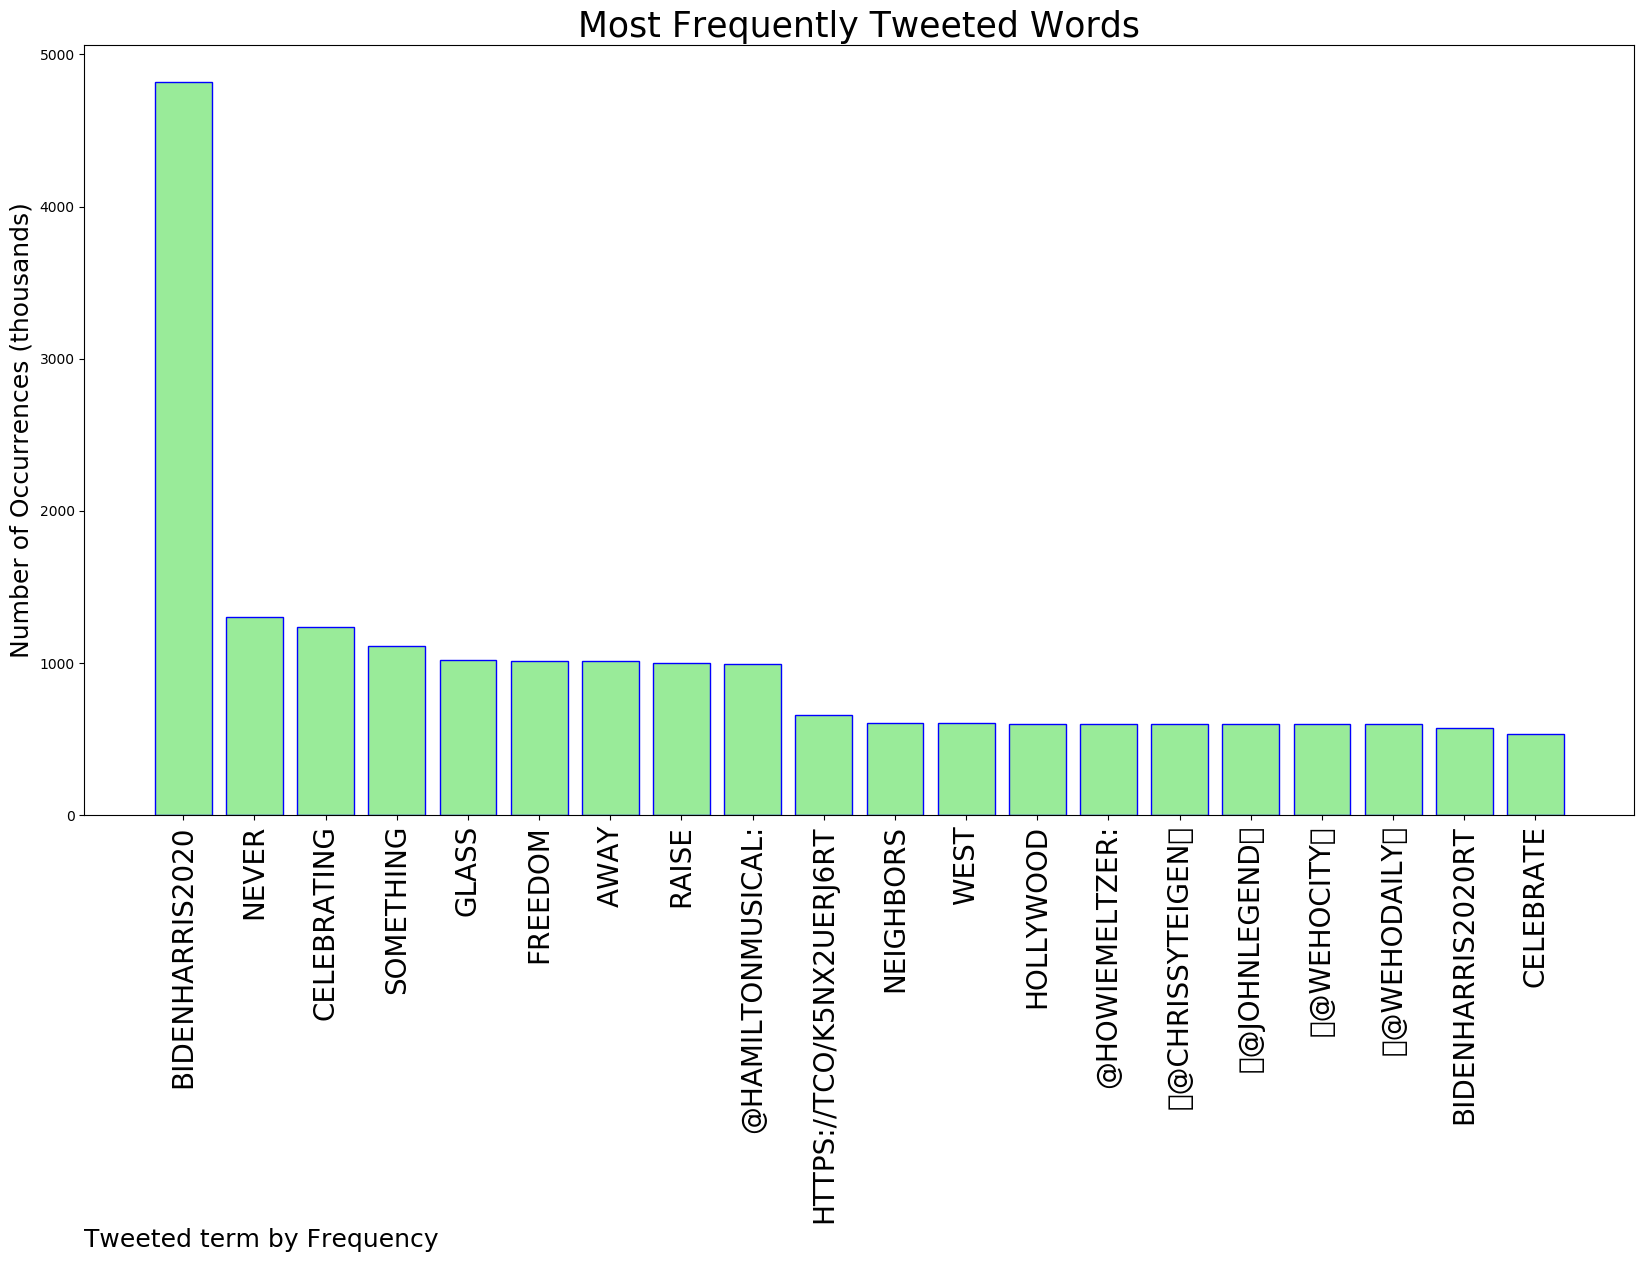 Most Frequently Tweeted Words
Number of Occurrences (thousands)
5000
4000
3000
2000
1000
0
BIDENHARRIS2020
NEVER
CELEBRATING
SOMETHING
GLASS
FREEDOM
AWAY
RAISE
@HAMILTONMUSICAL:
HTTPS://TCO/K5NX2UERJ6RT
NEIGHBORS
WEST
HOLLYWOOD
@HOWIEMELTZER:
▯@CHRISSYTEIGEN▯
▯@JOHNLEGEND▯
▯@WEHOCITY▯
▯@WEHODAILY▯
BIDENHARRIS2020RT
CELEBRATE
Tweeted term by Frequency